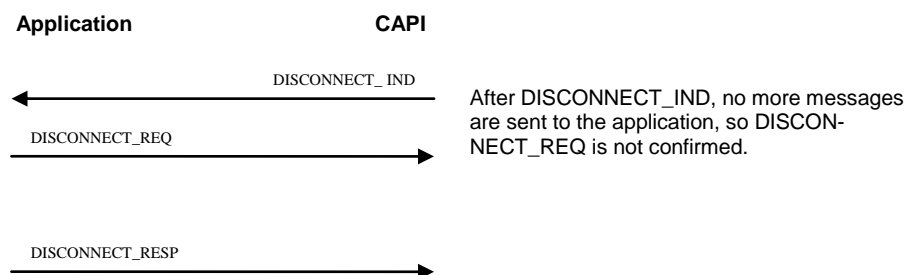 Application CAPI
DISCONNECT_ IND
After DISCONNECT_IND, no more messages
are sent to the application, so DISCON-
NECT_REQ is not confirmed.
DISCONNECT_REQ
DISCONNECT_RESP